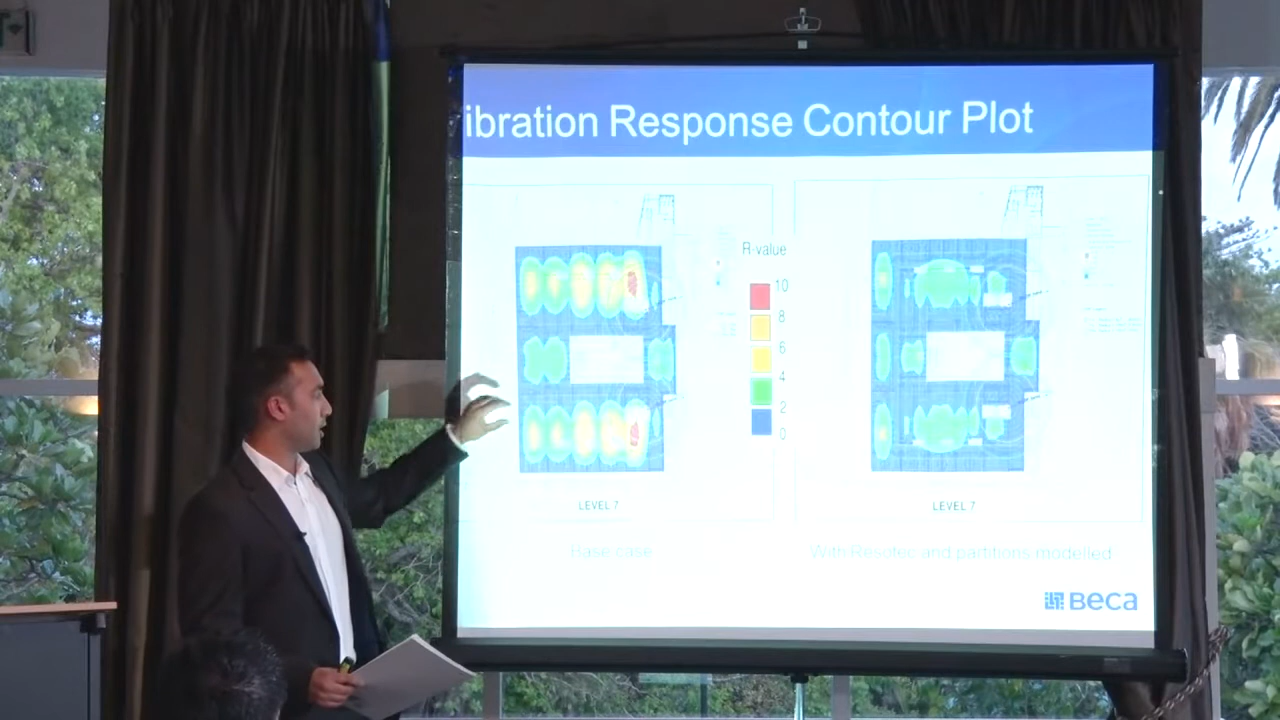 ibration Response Contour Plot
R-value
10
8
6
4
2
0
LEVEL 7
LEVEL 7
Base case
With Resotec and partitions modelled
Beca